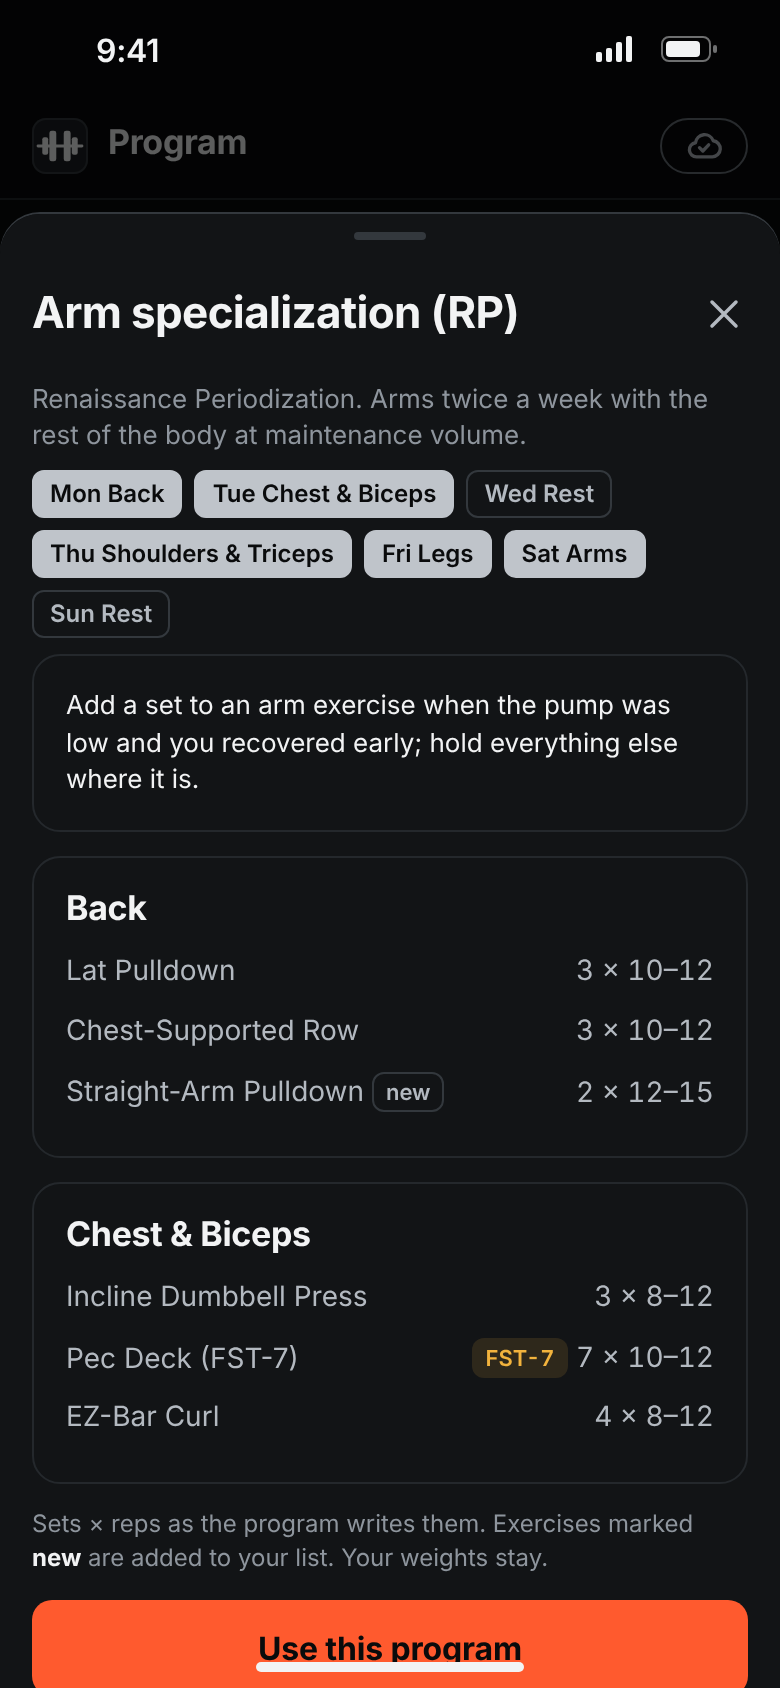 9:41
Program
Arm specialization (RP)
Renaissance Periodization. Arms twice a week with the
rest of the body at maintenance volume.
Mon Back
Tue Chest & Biceps
Wed Rest
Thu Shoulders & Triceps
Fri Legs
Sat Arms
Sun Rest
Add a set to an arm exercise when the pump was
low and you recovered early; hold everything else
where it is.
Back
Lat Pulldown 3 × 10–12
Chest-Supported Row 3 × 10–12
Straight-Arm Pulldown new 2 × 12–15
Chest & Biceps
Incline Dumbbell Press 3 × 8–12
Pec Deck (FST-7) FST-7 7 × 10–12
EZ-Bar Curl 4 × 8–12
Sets × reps as the program writes them. Exercises marked
new are added to your list. Your weights stay.
Use this program